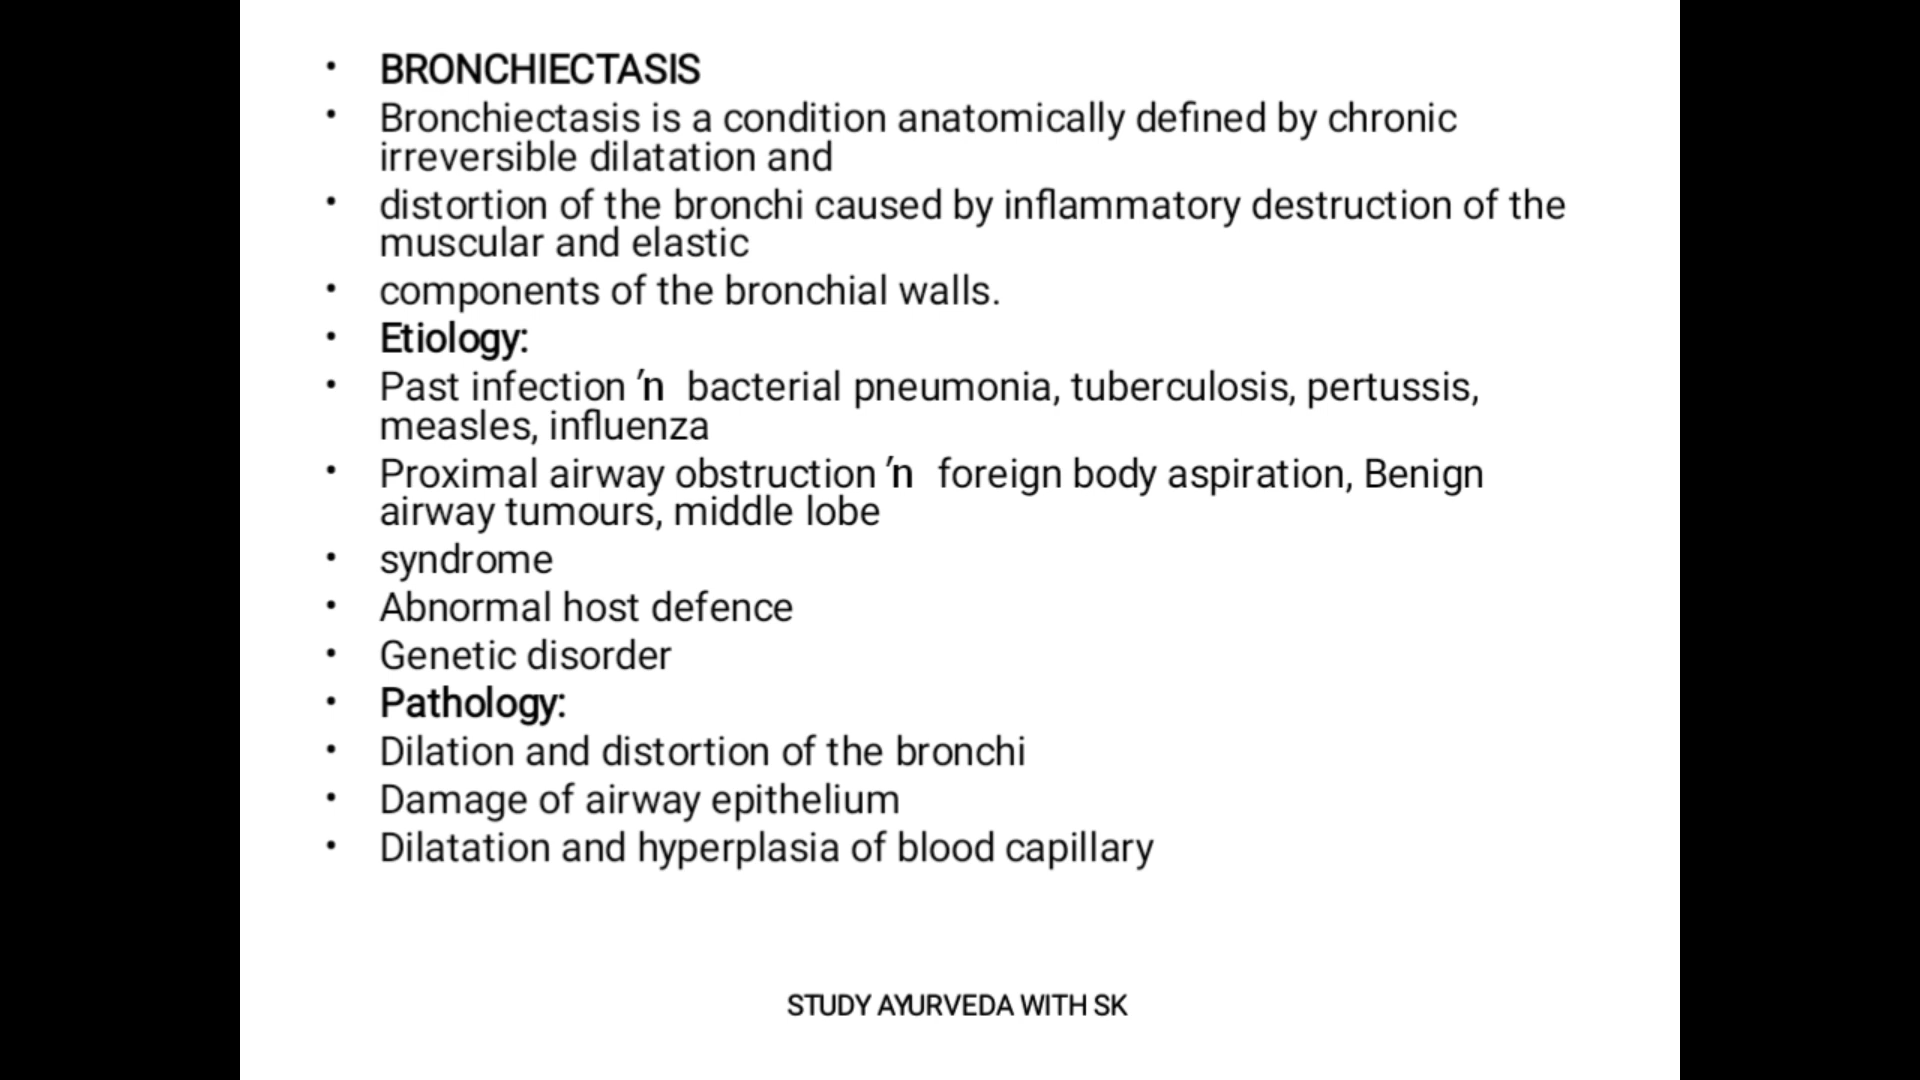 • BRONCHIECTASIS
• Bronchiectasis is a condition anatomically defined by chronic
irreversible dilatation and
• distortion of the bronchi caused by inflammatory destruction of the
muscular and elastic
• components of the bronchial walls.
• Etiology:
• Past infection ′n bacterial pneumonia, tuberculosis, pertussis,
measles, influenza
• Proximal airway obstruction ′n foreign body aspiration, Benign
airway tumours, middle lobe
• syndrome
• Abnormal host defence
• Genetic disorder
• Pathology:
• Dilation and distortion of the bronchi
• Damage of airway epithelium
• Dilatation and hyperplasia of blood capillary
STUDY AYURVEDA WITH SK